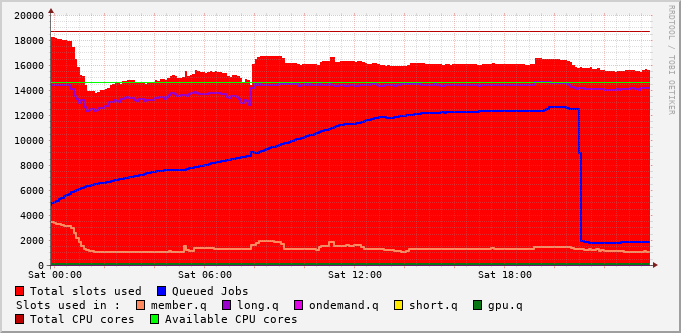 20000
18000
16000
14000
12000
10000
8000
6000
4000
2000
0
Sat 00:00 Sat 06:00 Sat 12:00 Sat 18:00
RRDTOOL / TOBI OETIKER
Total slots used Queued Jobs
Slots used in : member.q long.q ondemand.q short.q gpu.q
Total CPU cores Available CPU cores